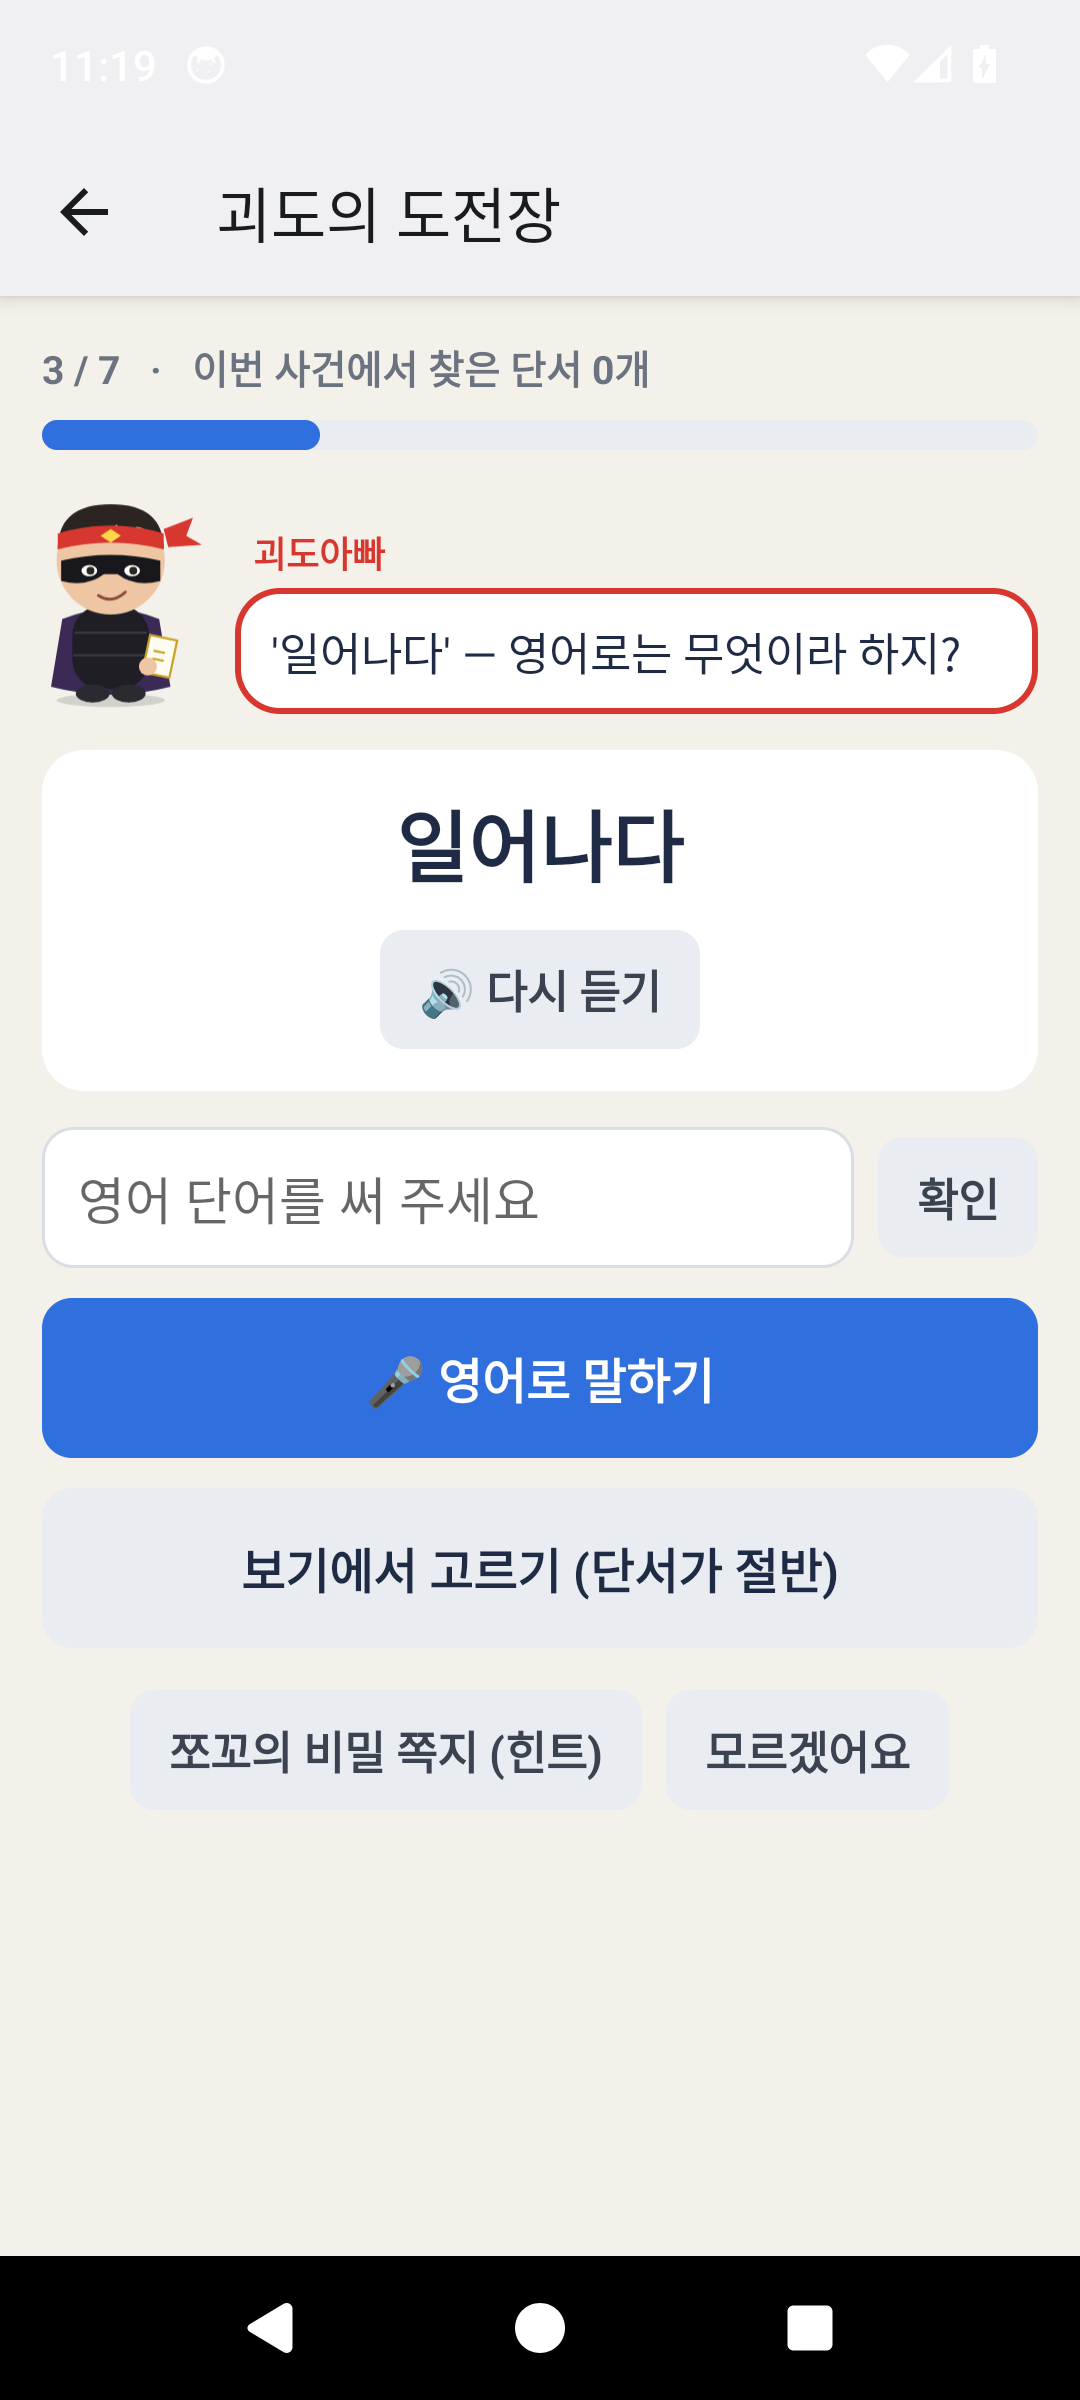 11:19
괴도의 도전장
3 / 7 · 이번 사건에서 찾은 단서 0개
괴도아빠
'일어나다' – 영어로는 무엇이라 하지?
일어나다
🔊 다시 듣기
영어 단어를 써 주세요
확인
🎤 영어로 말하기
보기에서 고르기 (단서가 절반)
쪼꼬의 비밀 쪽지 (힌트)
모르겠어요